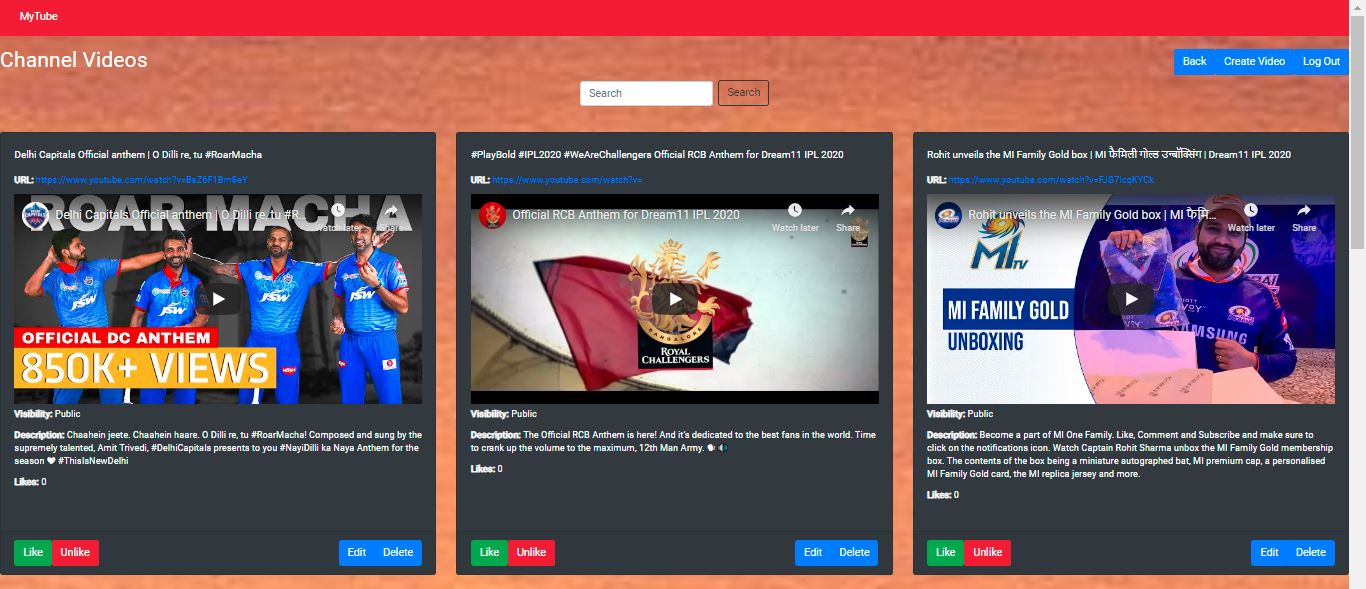 MyTube
Channel Videos
Back Create Video Log Out
Search Search
Delhi Capitals Official anthem | O Dilli re, tu #RoarMacha
URL: https://www.youtube.com/watch?v=BsZ6F1Bm8eY
ROAR MACHA
Delhi Capitals Official anthem | O Dilli re, tu #R...
Watch later Share
JSW JSW JSW
OFFICIAL DC ANTHEM
850K+ VIEWS
Visibility: Public
Description: Chaahein jeete. Chaahein haare. O Dilli re, tu #RoarMacha! Composed and sung by the
supremely talented, Amit Trivedi, #DelhiCapitals presents to you #NayiDilli ka Naya Anthem for the
season ❤ #ThisIsNewDelhi
Likes: 0
Like Unlike Edit Delete
#PlayBold #IPL2020 #WeAreChallengers Official RCB Anthem for Dream11 IPL 2020
URL: https://www.youtube.com/watch?v=
Official RCB Anthem for Dream11 IPL 2020
Watch later Share
BANGALORE
ROYAL
CHALLENGERS
Visibility: Public
Description: The Official RCB Anthem is here! And it's dedicated to the best fans in the world. Time
to crank up the volume to the maximum, 12th Man Army. 🗣 🔊
Likes: 0
Like Unlike Edit Delete
Rohit unveils the MI Family Gold box | MI फैमिली गोल्ड उन्बॉक्सिंग | Dream11 IPL 2020
URL: https://www.youtube.com/watch?v=FJG7IcqKYCk
Rohit unveils the MI Family Gold box | MI फैमि...
Watch later Share
MI TV
MI FAMILY GOLD
UNBOXING
SAMSUNG
Visibility: Public
Description: Become a part of MI One Family. Like, Comment and Subscribe and make sure to
click on the notifications icon. Watch Captain Rohit Sharma unbox the MI Family Gold membership
box. The contents of the box being a miniature autographed bat, MI premium cap, a personalised
MI Family Gold card, the MI replica jersey and more.
Likes: 0
Like Unlike Edit Delete